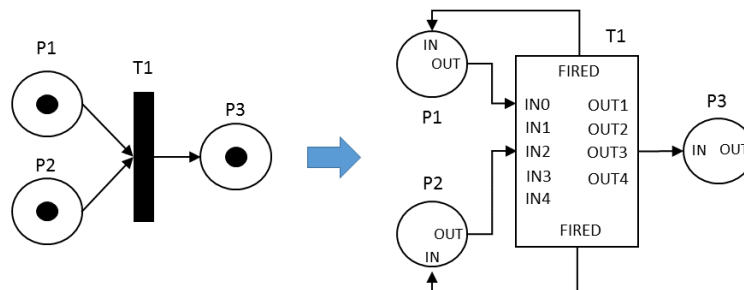 P1
T1
P3
P2
IN
OUT
P1
T1
FIRED
IN0 OUT1
IN1 OUT2
IN2 OUT3
IN3 OUT4
IN4
FIRED
P3
IN OUT
P2
OUT
IN